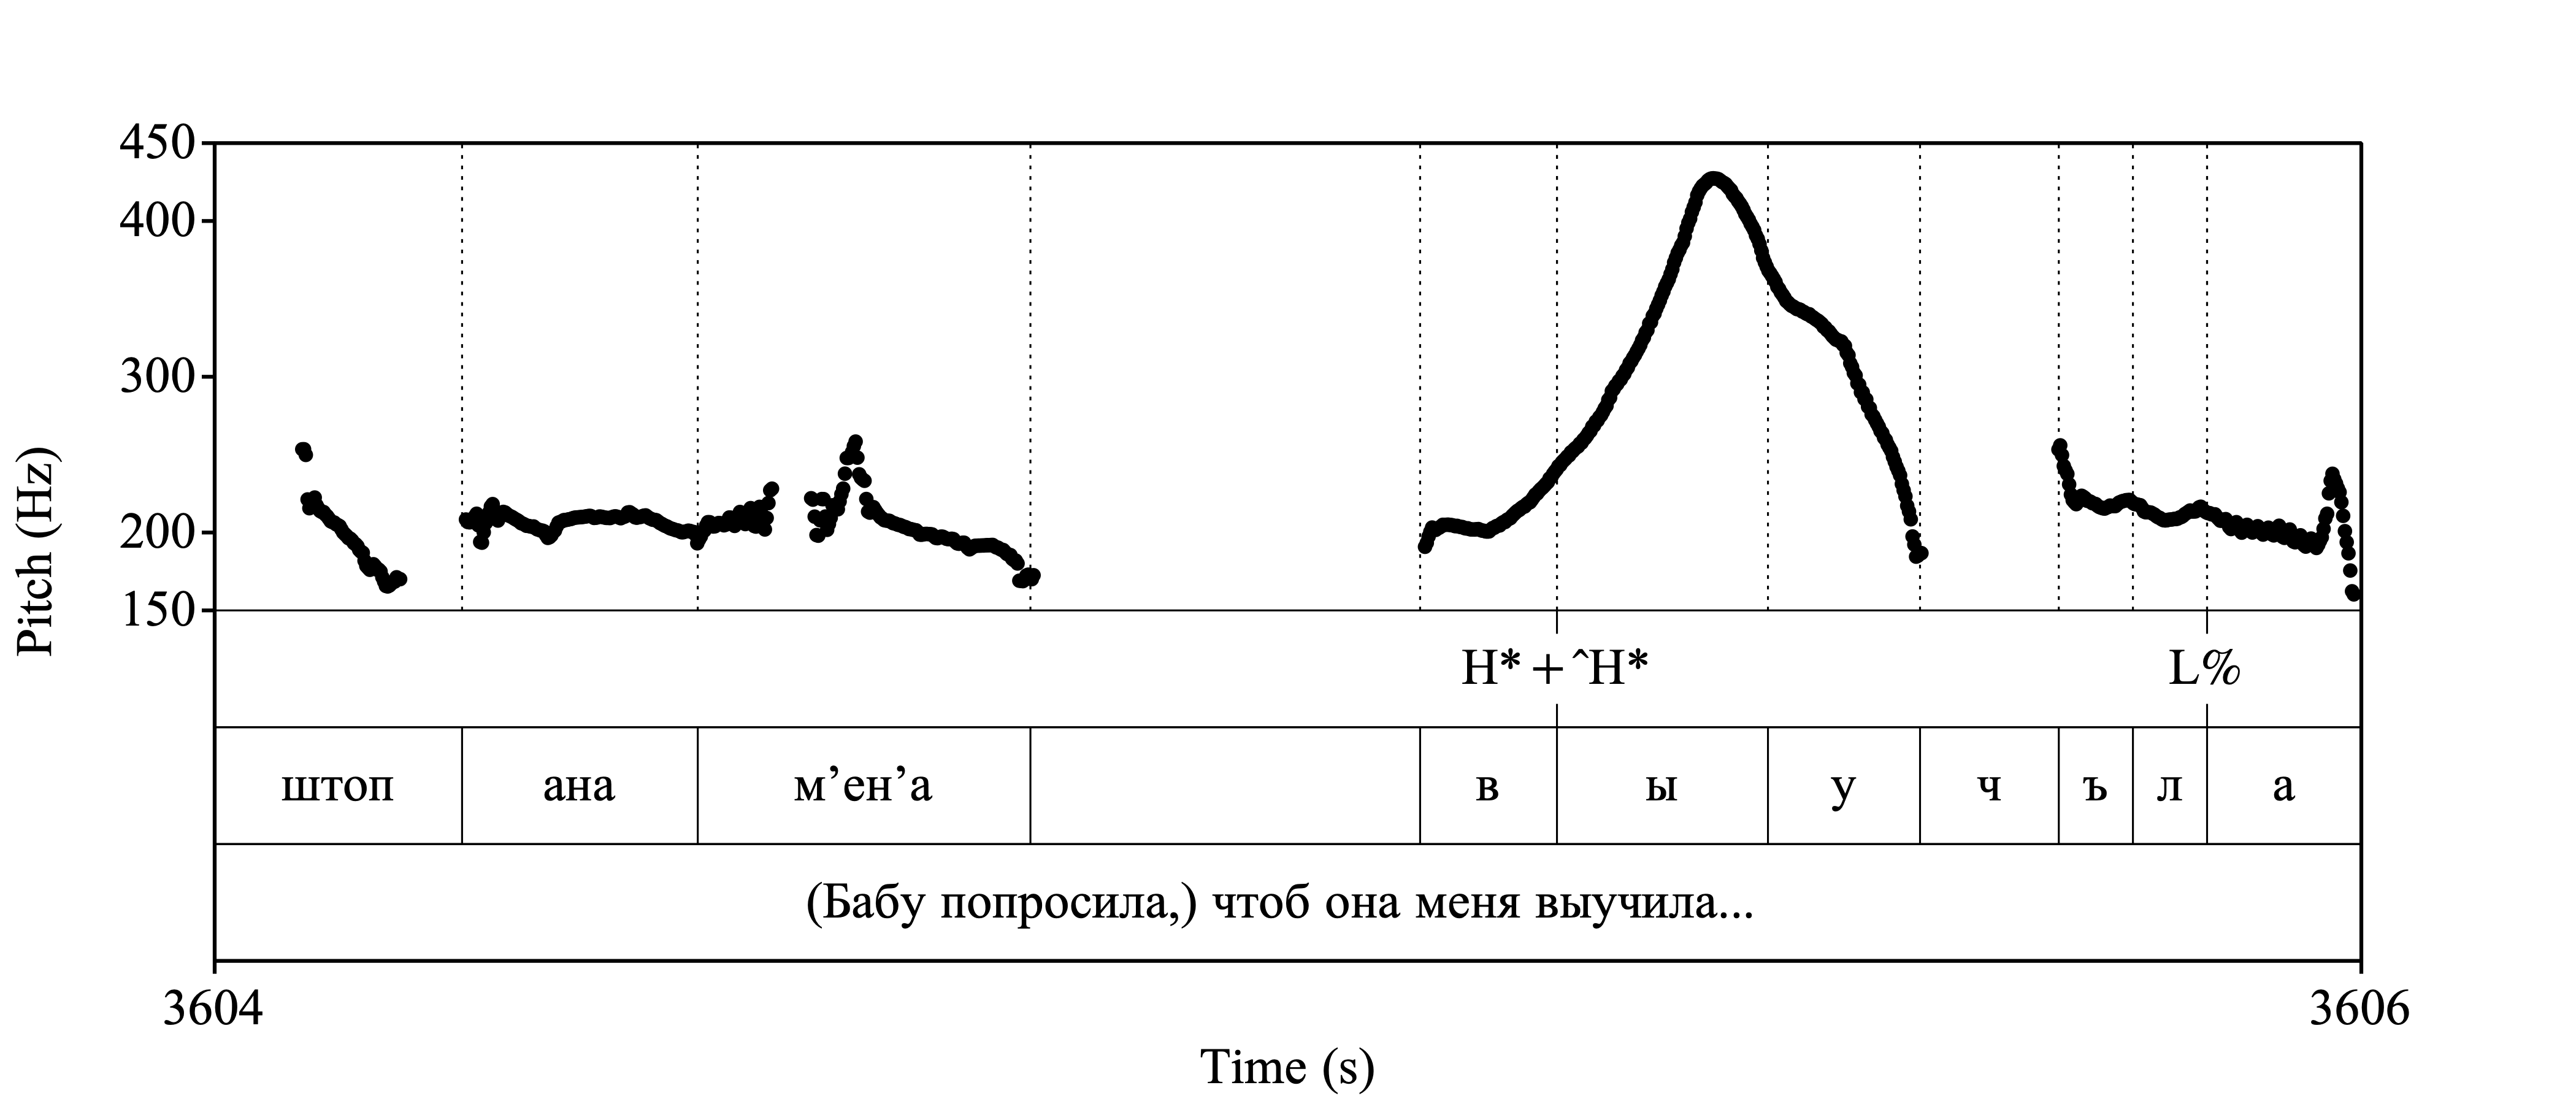 450
400
300
200
150
Pitch (Hz)
H*+ˆH* L%
штоп ана м’ен’а в ы у ч ъ л а
(Бабу попросила,) чтоб она меня выучила...
3604 3606
Time (s)